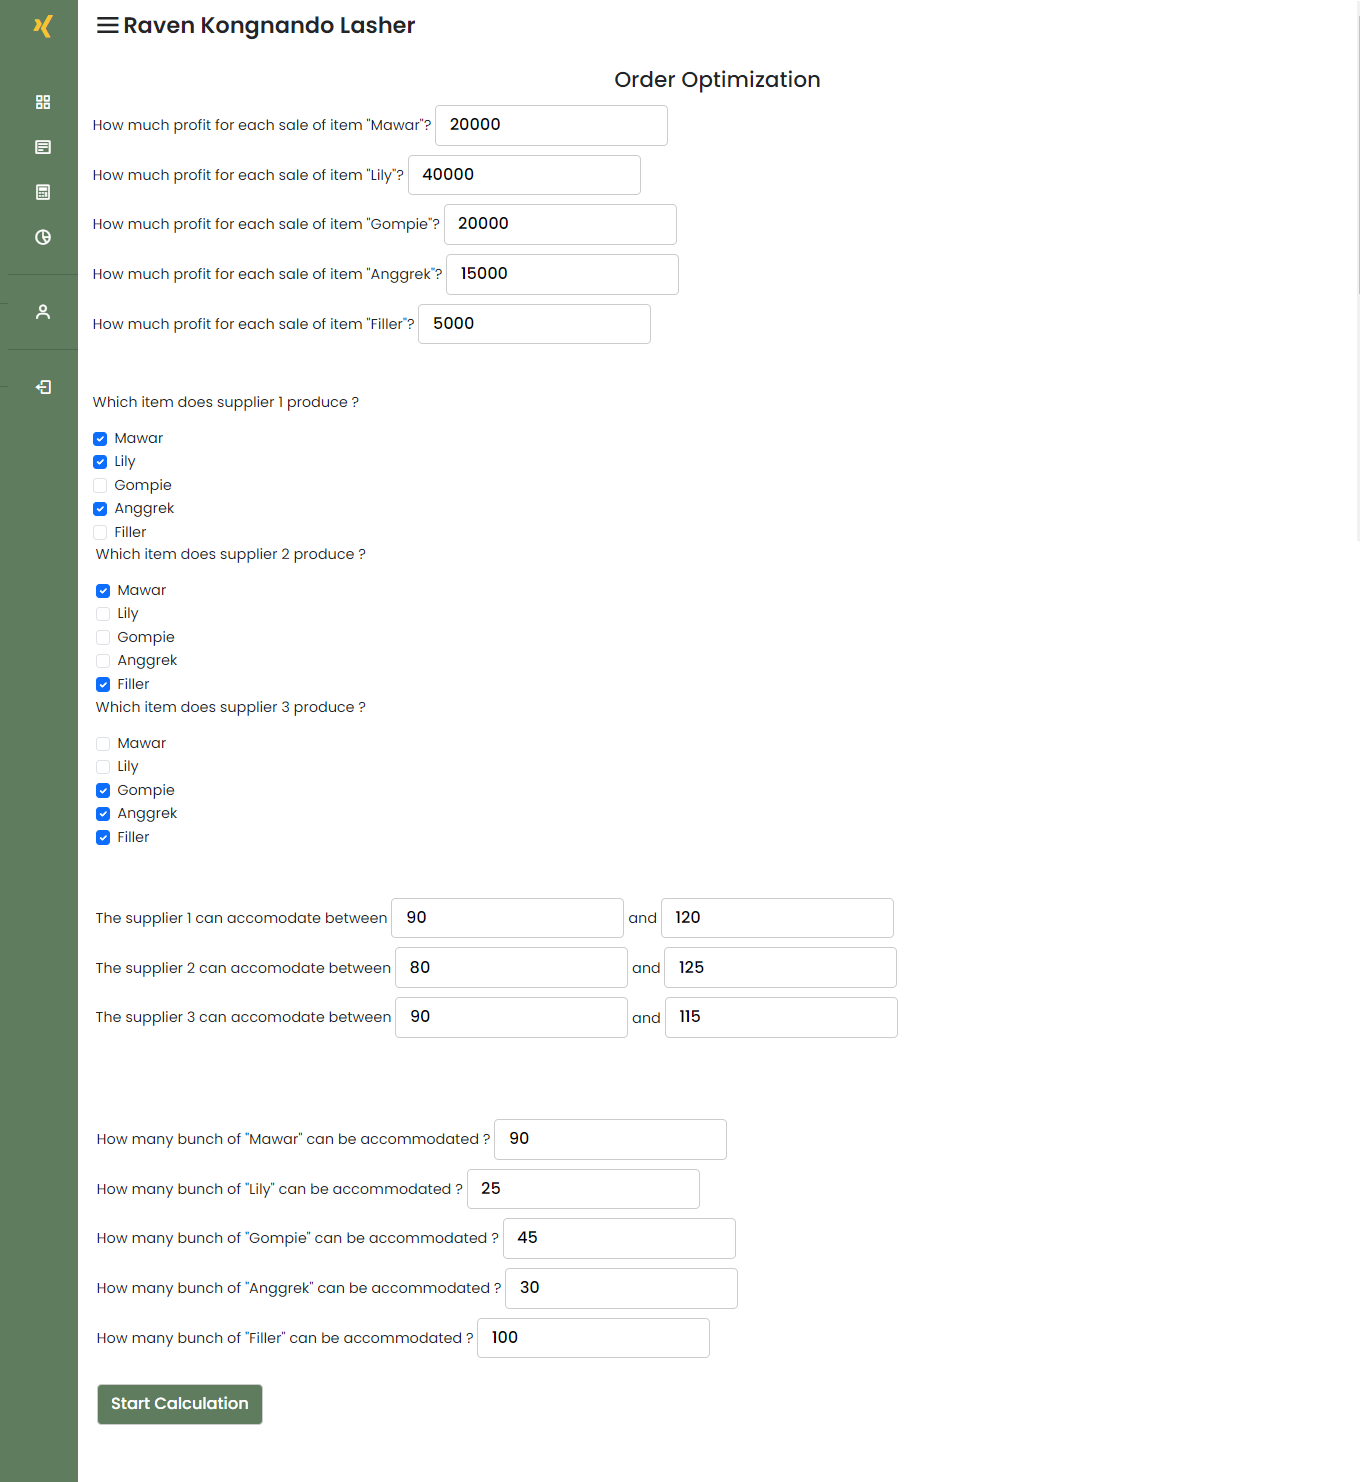 Raven Kongnando Lasher
Order Optimization
How much profit for each sale of item "Mawar"? 20000
How much profit for each sale of item "Lily"? 40000
How much profit for each sale of item "Gompie"? 20000
How much profit for each sale of item "Anggrek"? 15000
How much profit for each sale of item "Filler"? 5000
Which item does supplier 1 produce ?
Mawar
Lily
Gompie
Anggrek
Filler
Which item does supplier 2 produce ?
Mawar
Lily
Gompie
Anggrek
Filler
Which item does supplier 3 produce ?
Mawar
Lily
Gompie
Anggrek
Filler
The supplier 1 can accomodate between 90 and 120
The supplier 2 can accomodate between 80 and 125
The supplier 3 can accomodate between 90 and 115
How many bunch of "Mawar" can be accommodated ? 90
How many bunch of "Lily" can be accommodated ? 25
How many bunch of "Gompie" can be accommodated ? 45
How many bunch of "Anggrek" can be accommodated ? 30
How many bunch of "Filler" can be accommodated ? 100
Start Calculation